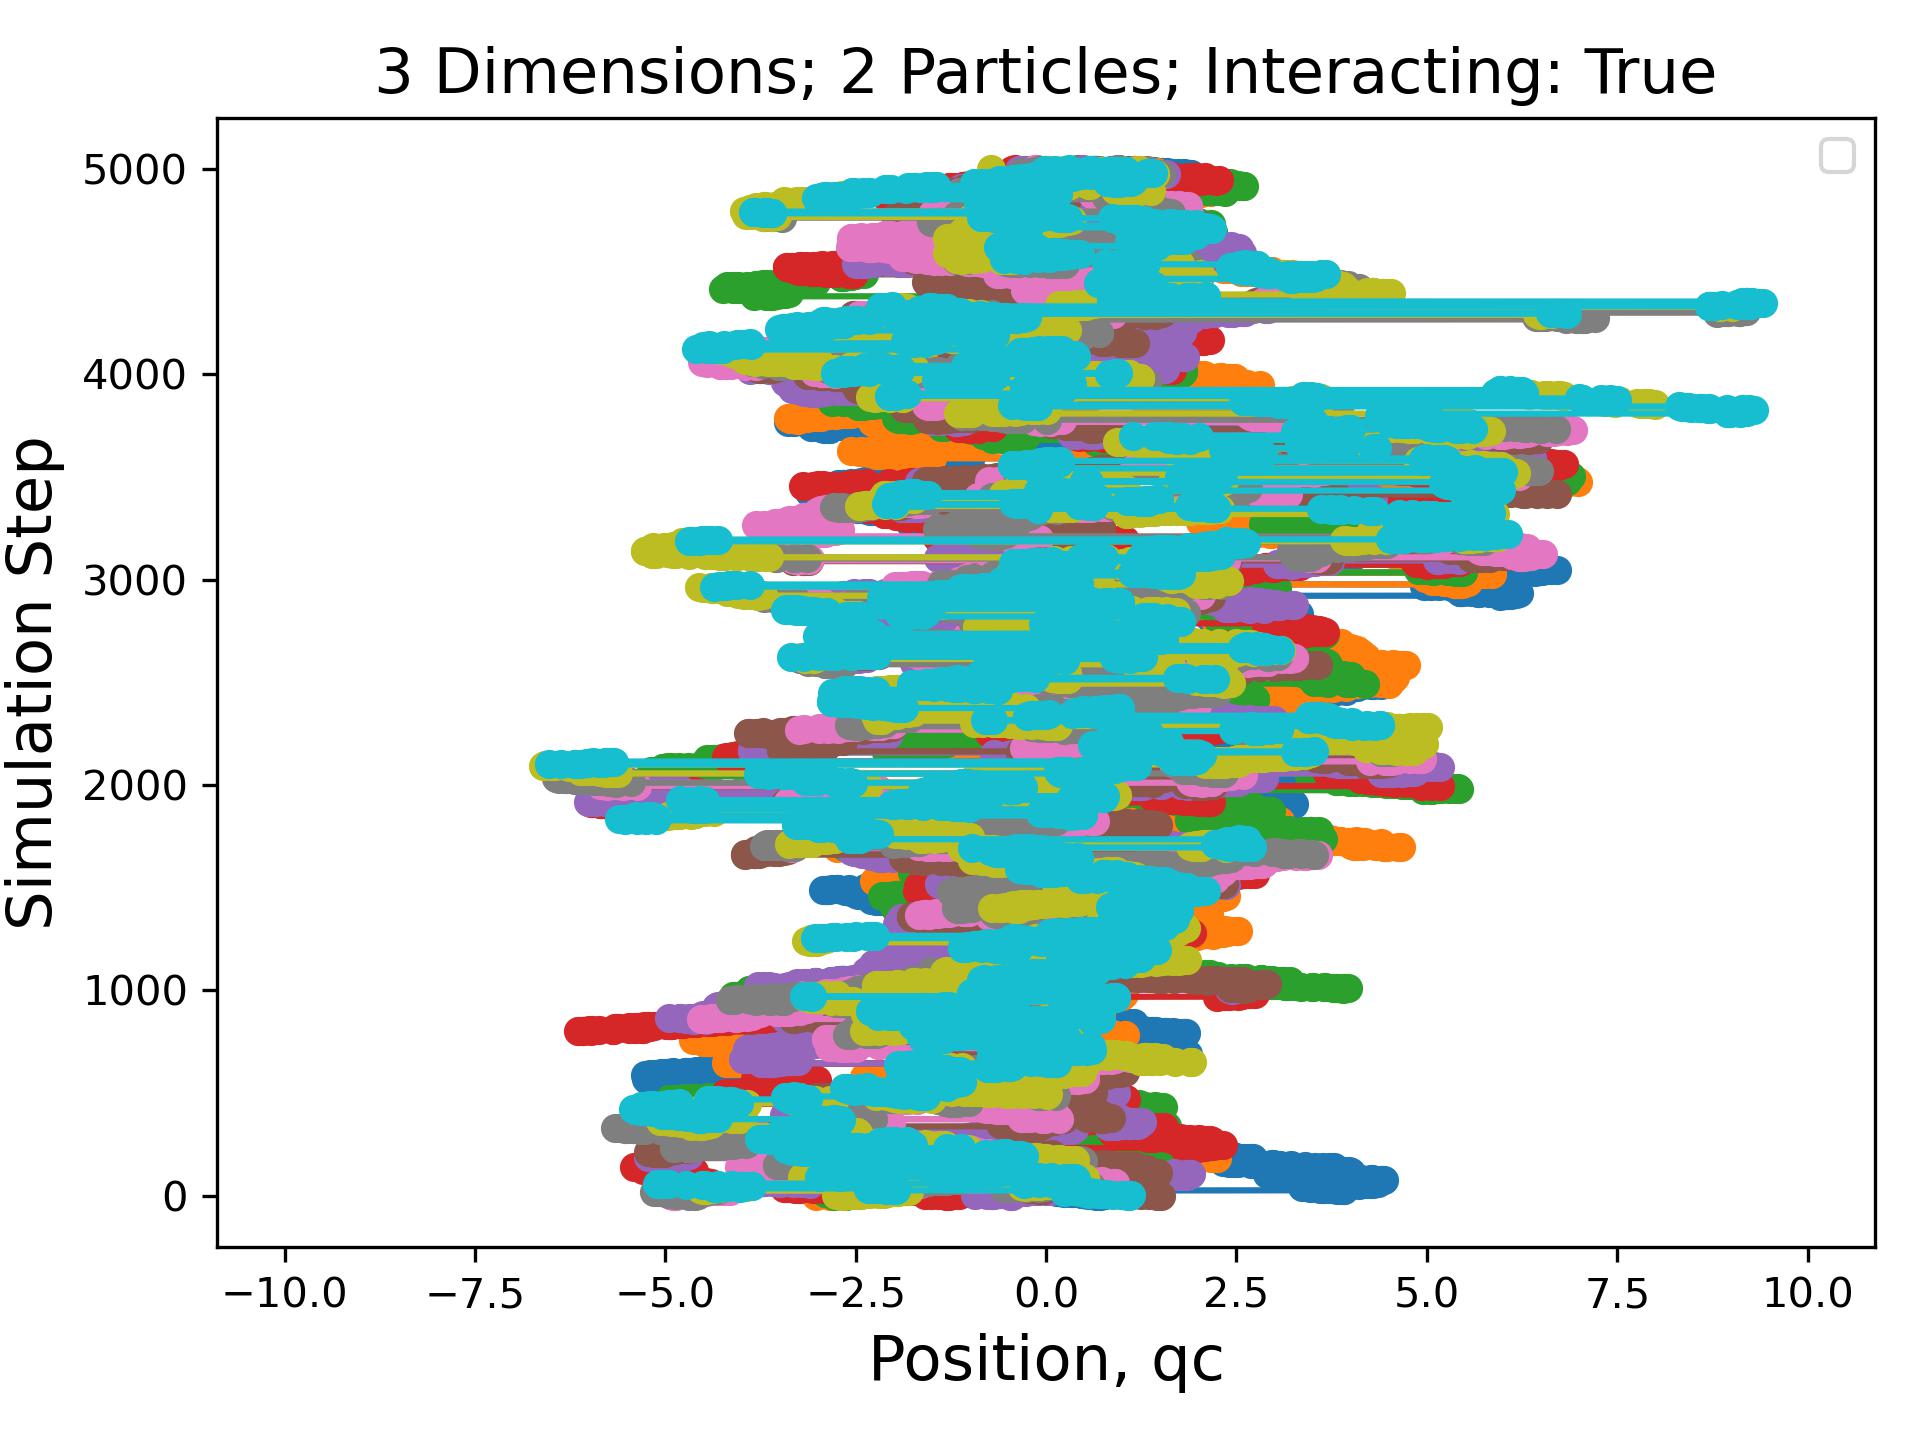 3 Dimensions; 2 Particles; Interacting: True
5000
4000
3000
2000
1000
0
Simulation Step
−10.0 −7.5 −5.0 −2.5 0.0 2.5 5.0 7.5 10.0
Position, qc